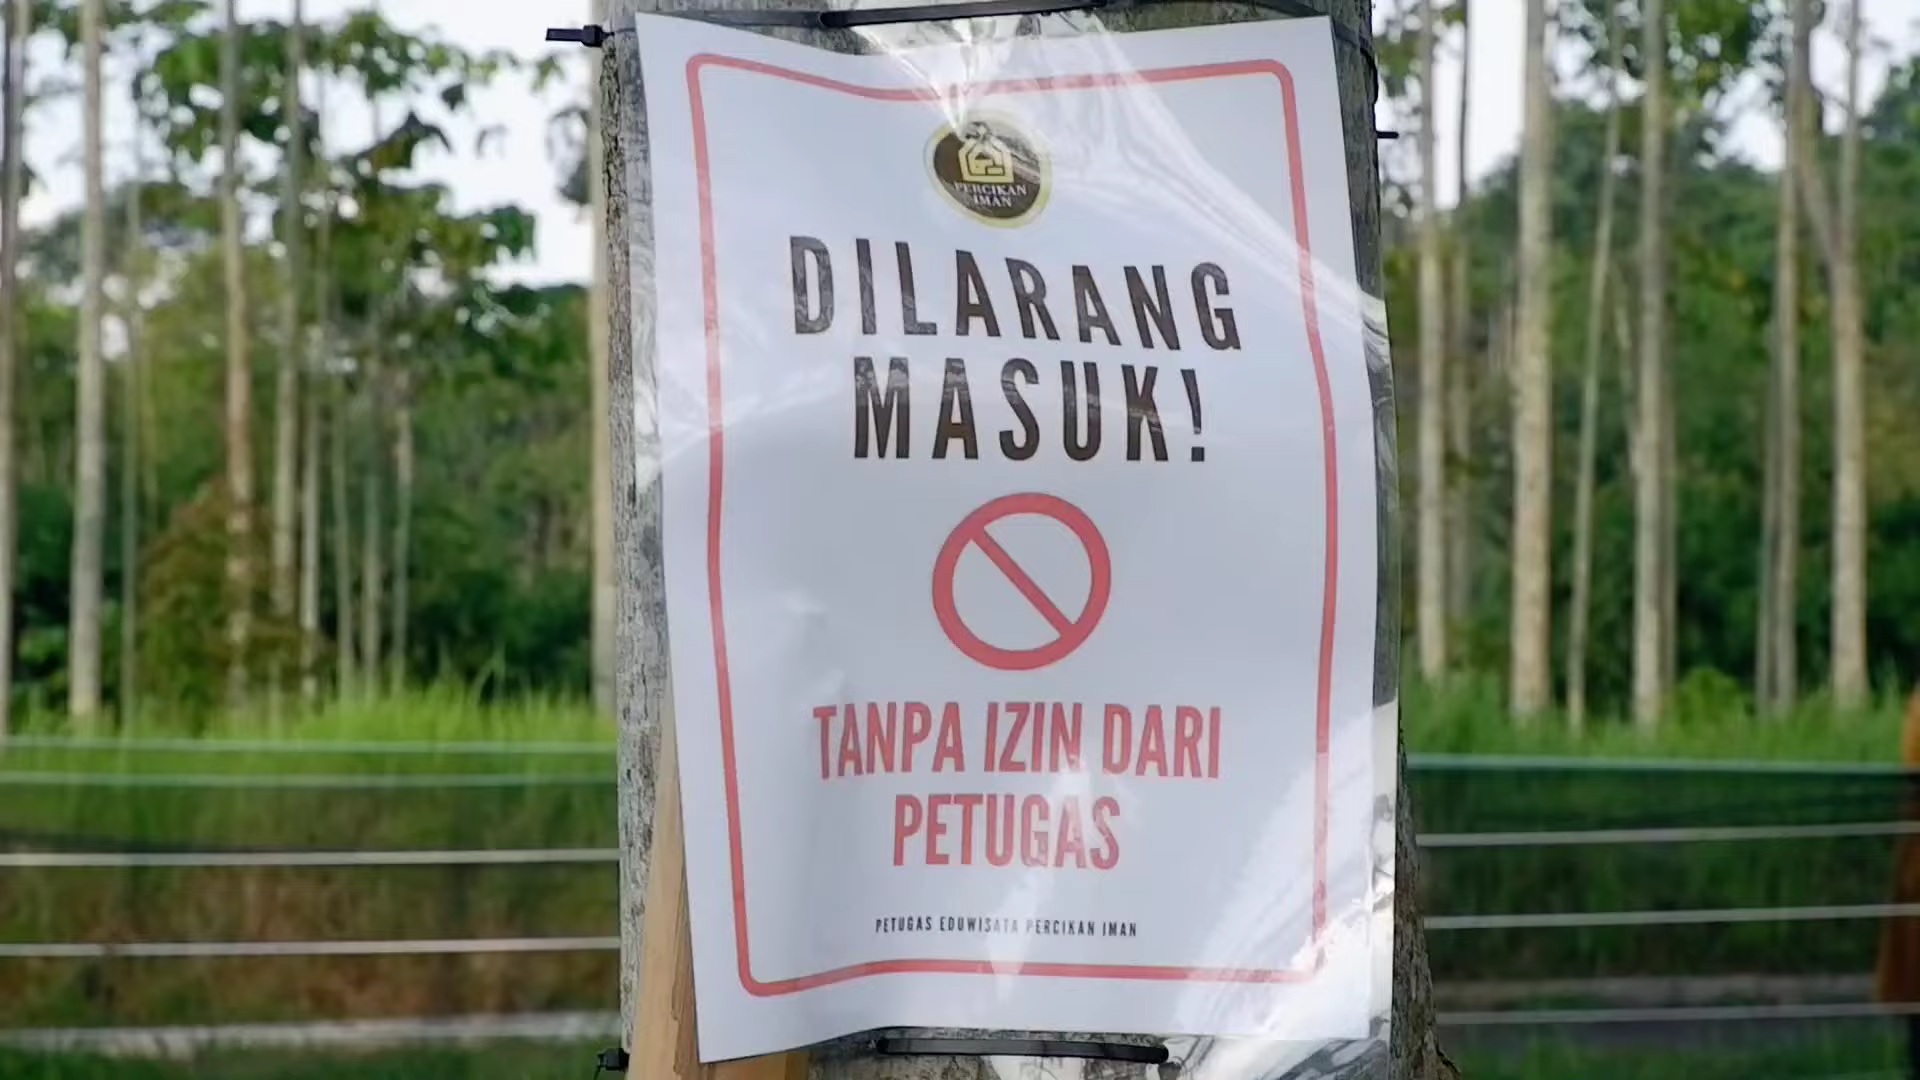 PERCIKAN
IMAN
DILARANG
MASUK!
TANPA IZIN DARI
PETUGAS
PETUGAS EDUWISATA PERCIKAN IMAN